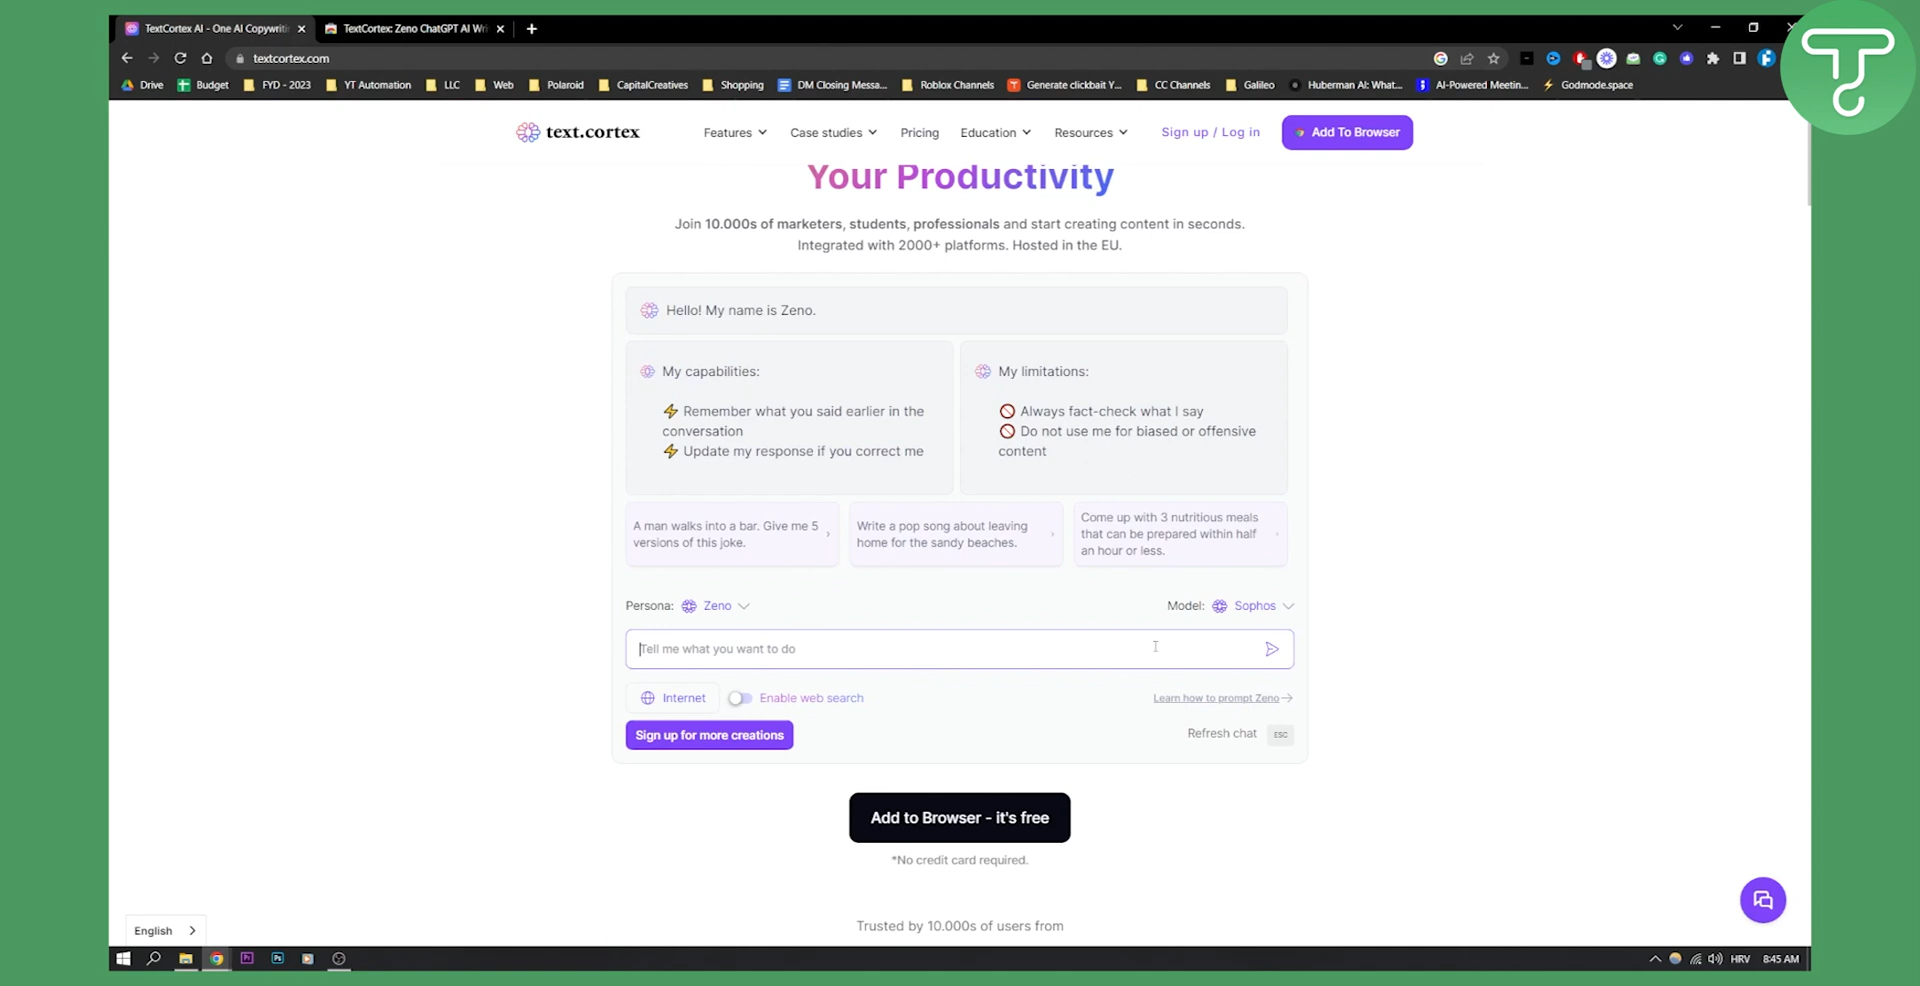 TextCortex AI - One AI Copywriti
TextCortex: Zeno ChatGPT AI Wri
textcortex.com
Drive
Budget
FYD - 2023
YT Automation
LLC
Web
Polaroid
CapitalCreatives
Shopping
DM Closing Messa...
Roblox Channels
Generate clickbait Y...
CC Channels
Galileo
Huberman AI: What...
AI-Powered Meetin...
Godmode.space
text.cortex
Features
Case studies
Pricing
Education
Resources
Sign up / Log in
Add To Browser
Your Productivity
Join 10.000s of marketers, students, professionals and start creating content in seconds.
Integrated with 2000+ platforms. Hosted in the EU.
Hello! My name is Zeno.
My capabilities:
⚡ Remember what you said earlier in the
conversation
⚡ Update my response if you correct me
My limitations:
🚫 Always fact-check what I say
🚫 Do not use me for biased or offensive
content
A man walks into a bar. Give me 5
versions of this joke.
Write a pop song about leaving
home for the sandy beaches.
Come up with 3 nutritious meals
that can be prepared within half
an hour or less.
Persona: Zeno
Model: Sophos
Tell me what you want to do
Internet
Enable web search
Learn how to prompt Zeno→
Sign up for more creations
Refresh chat ESC
Add to Browser - it's free
*No credit card required.
Trusted by 10.000s of users from
English
Pr
Ps
HRV
8:45 AM